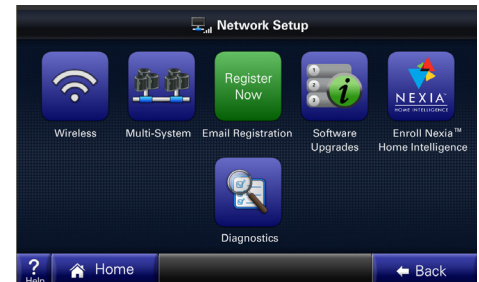 Network Setup
Register
Now
NEXIA™
HOME INTELLIGENCE
Wireless
Multi-System
Email Registration
Software
Upgrades
Enroll Nexia™
Home Intelligence
Diagnostics
?
Help
Home
Back